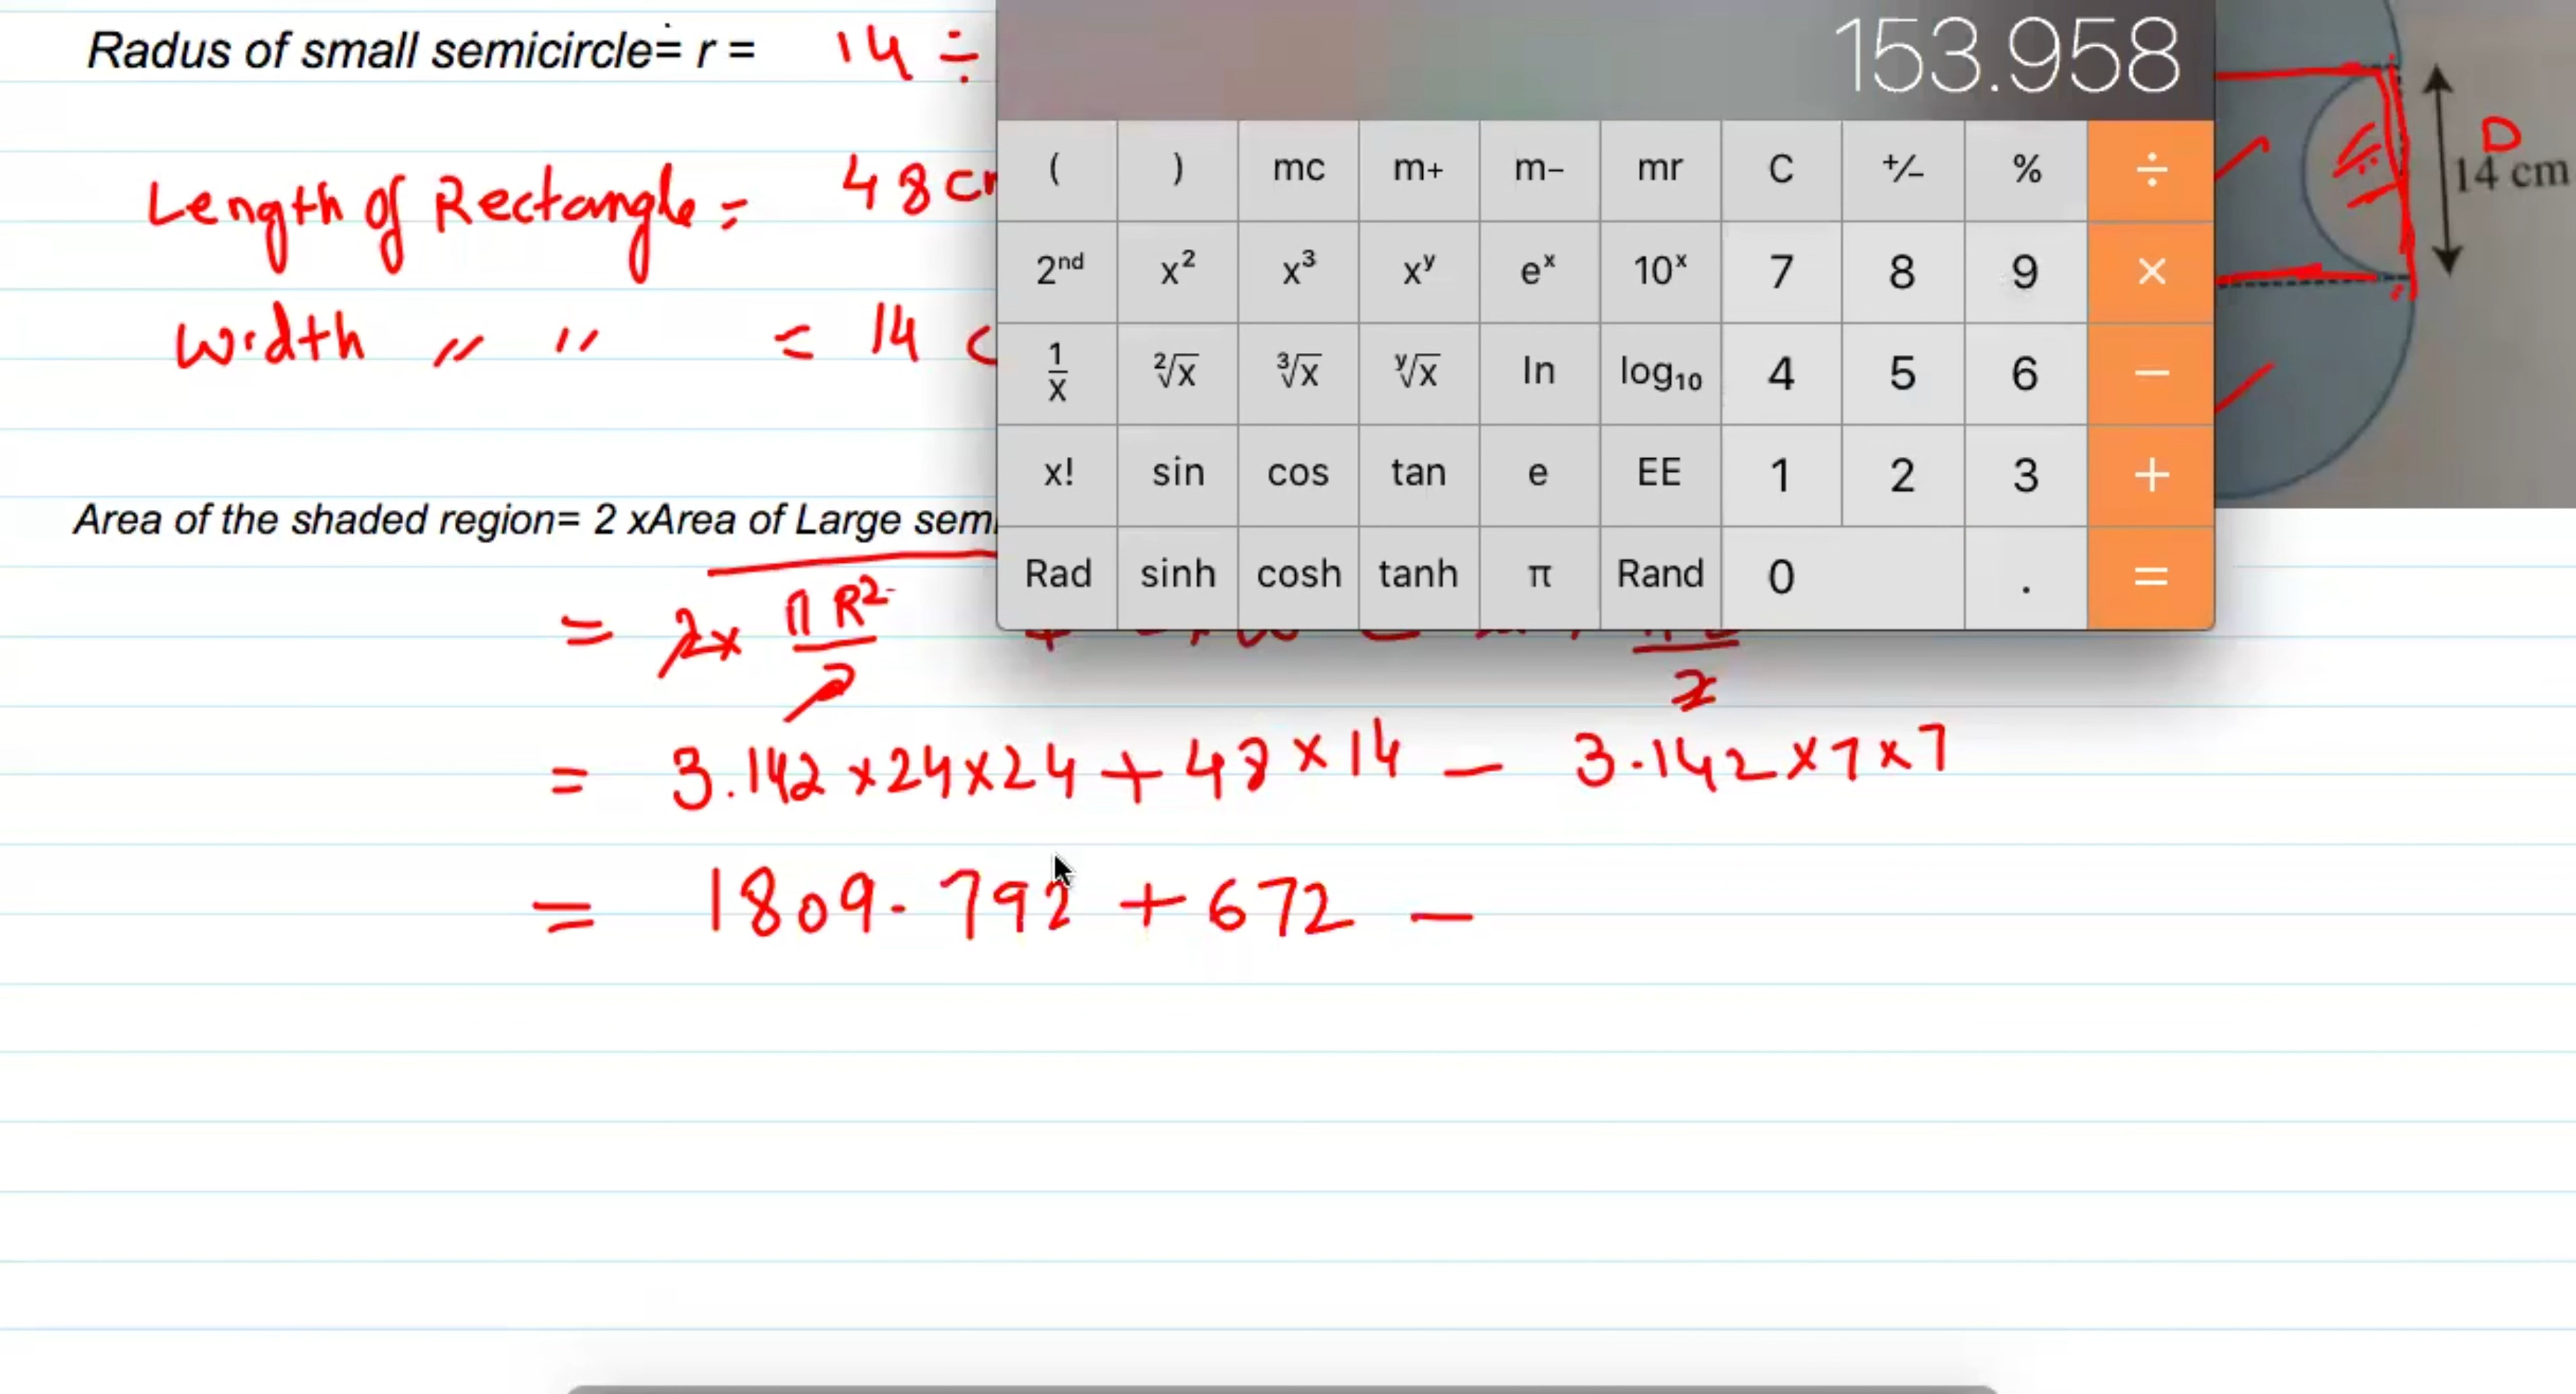 Radus of small semicircle= r = 14 ÷
Length of Rectangle = 48 cm
Width " " = 14 c
Area of the shaded region= 2 xArea of Large semi
= 2x πR²/2
= 3.142 x 24 x 24 + 48 x 14 — 3.142 x 7 x 7
= 1809.792 + 672 —
153.958
( ) mc m+ m− mr C +/− % ÷
2nd x² x³ xʸ eˣ 10ˣ 7 8 9 ×
1/x ²√x ³√x ʸ√x ln log₁₀ 4 5 6 −
x! sin cos tan e EE 1 2 3 +
Rad sinh cosh tanh π Rand 0 . =
D
14 cm